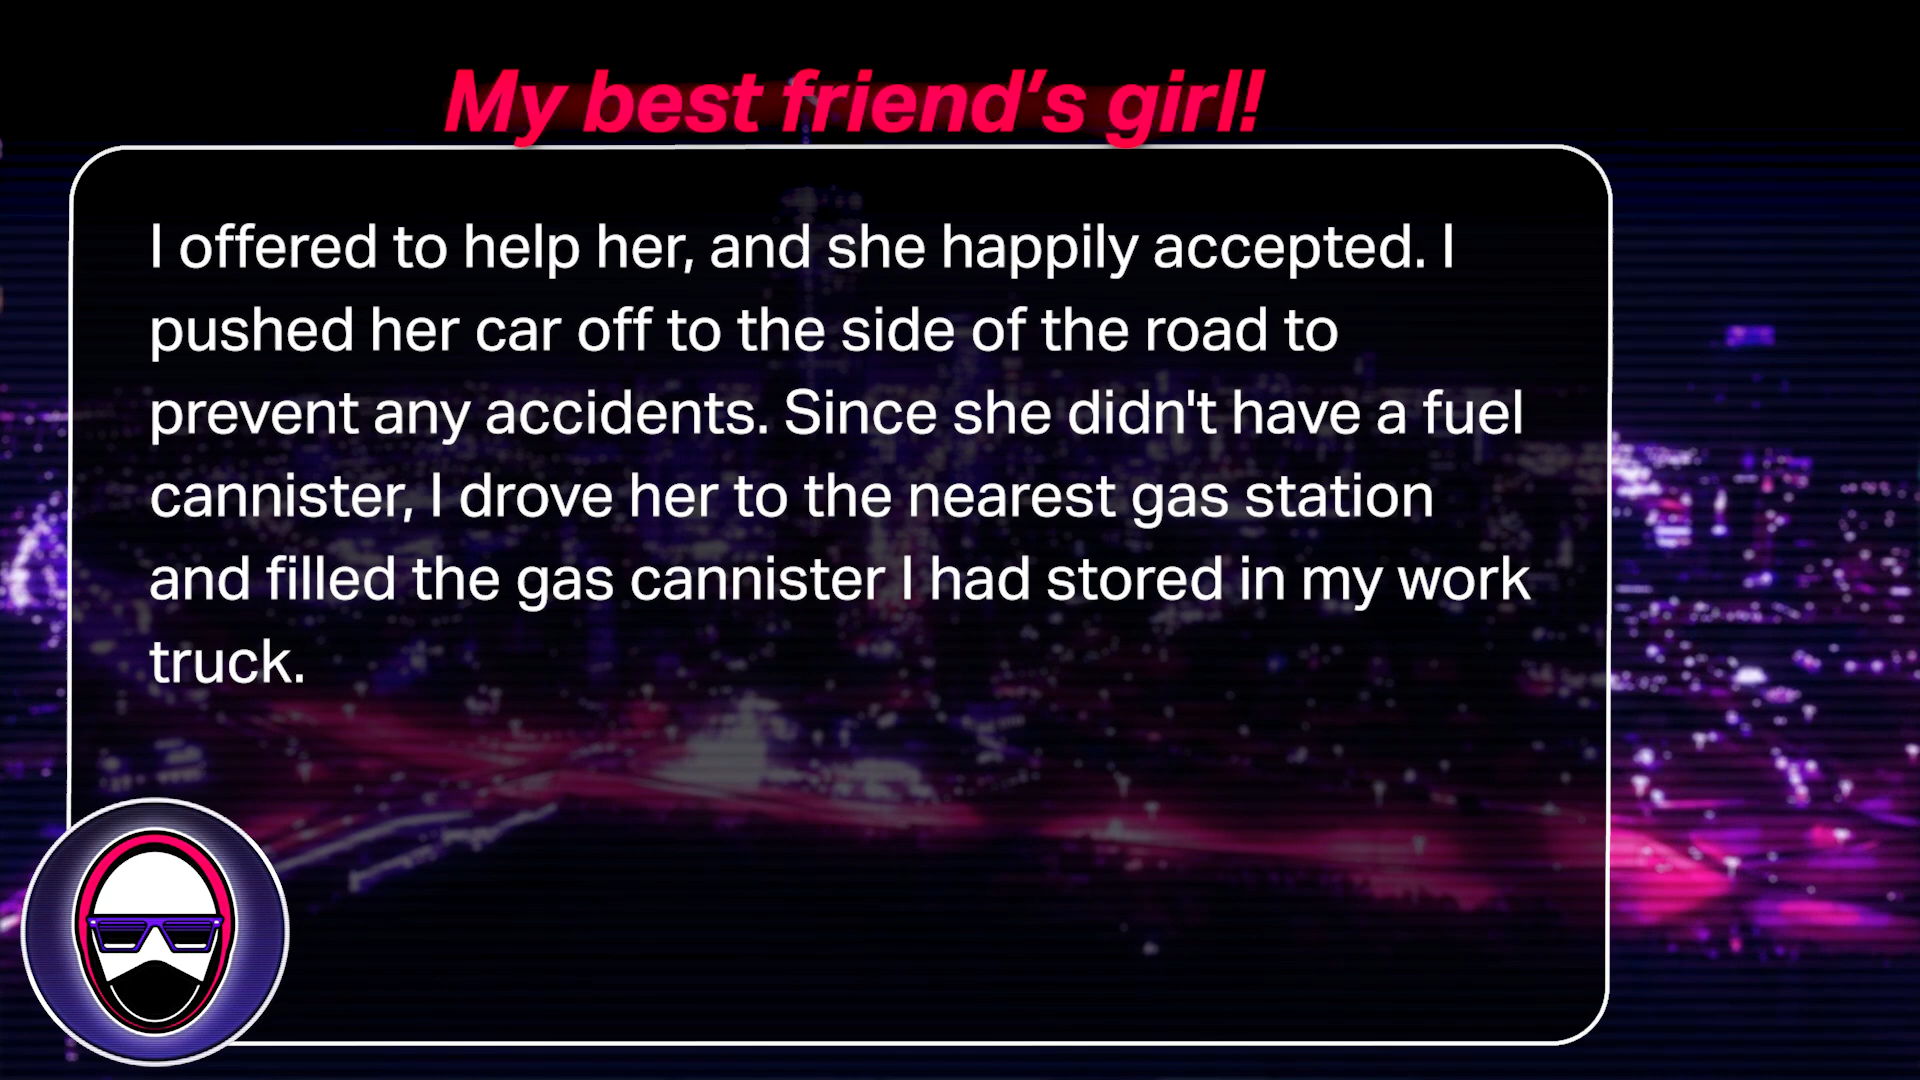 My best friend’s girl!
I offered to help her, and she happily accepted. I
pushed her car off to the side of the road to
prevent any accidents. Since she didn't have a fuel
cannister, I drove her to the nearest gas station
and filled the gas cannister I had stored in my work
truck.